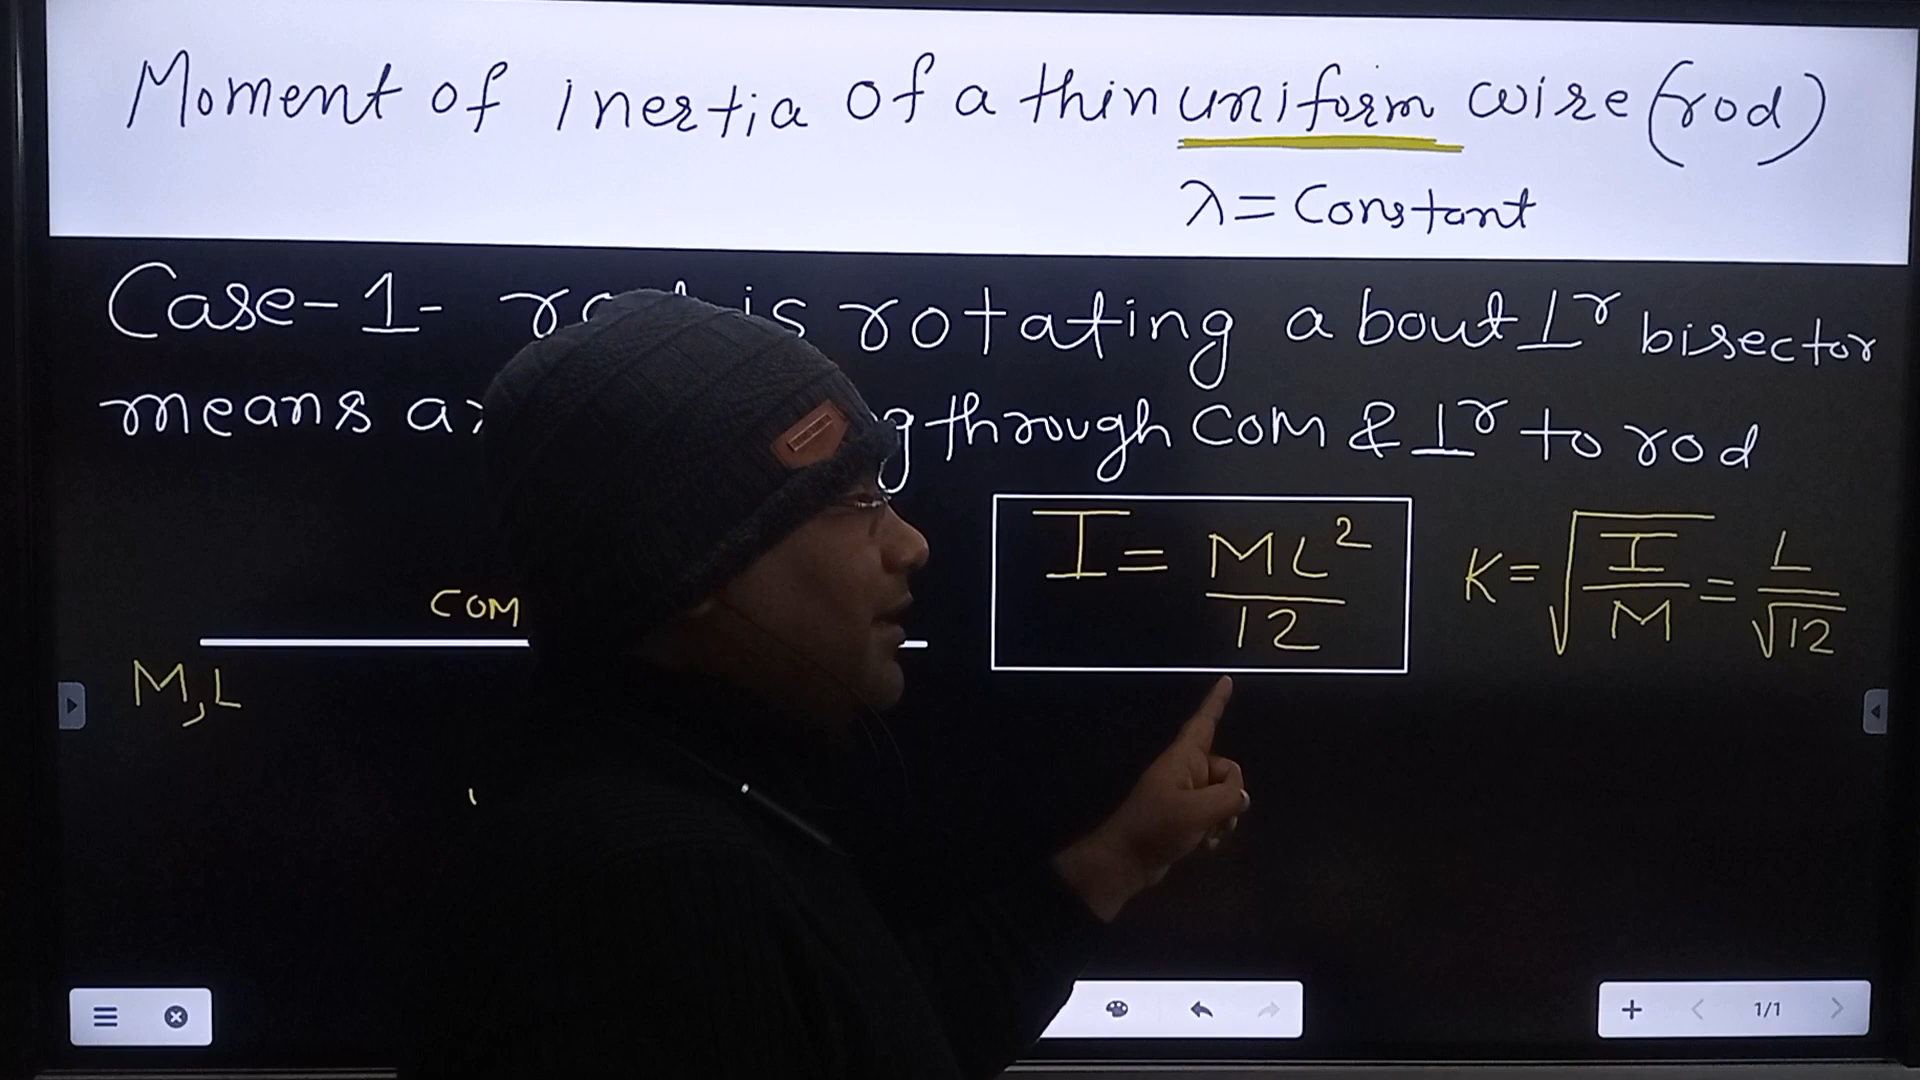 Moment of inertia of a thin uniform wire (rod)
λ = Constant
Case-1- is rotating about ⊥r bisector
means through COM & ⊥r to rod
COM
M, L
I = ML²/12
K = √(I/M) = L/√12
1/1